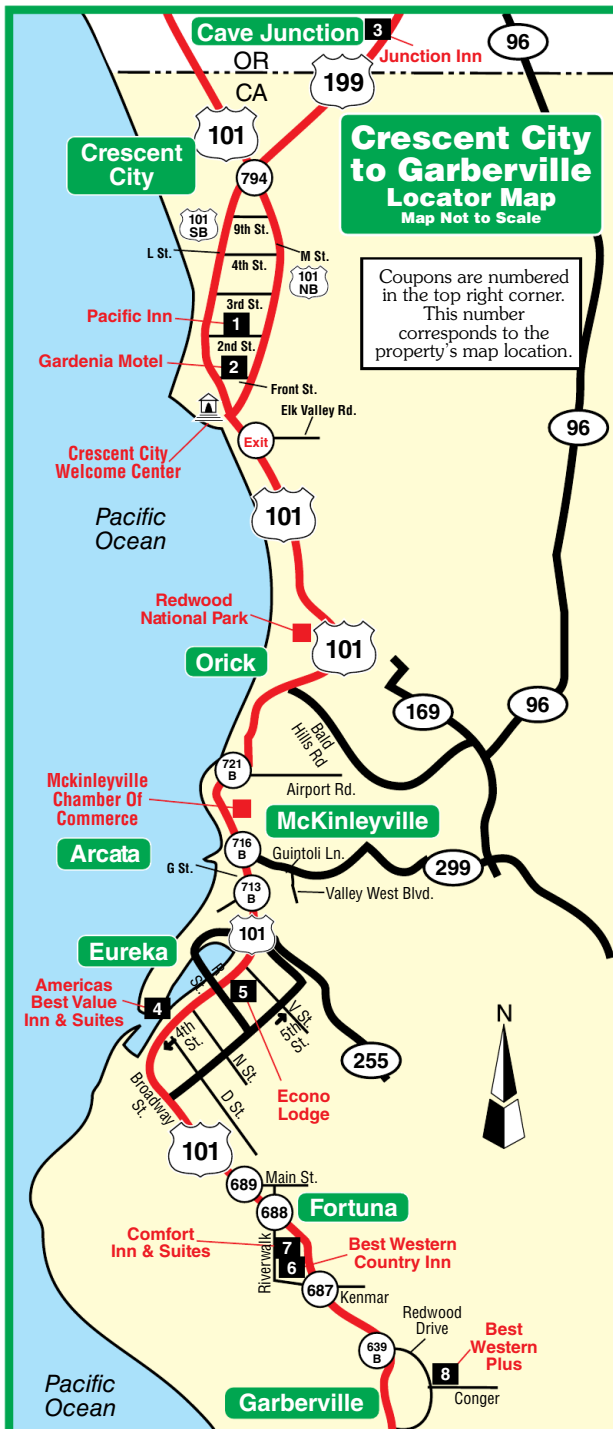 Cave Junction
3
Junction Inn
96
OR
CA
199
101
Crescent
City
Crescent City
to Garberville
Locator Map
Map Not to Scale
794
101
SB
9th St.
L St.
M St.
4th St.
101
NB
Coupons are numbered
in the top right corner.
This number
corresponds to the
property's map location.
3rd St.
Pacific Inn
1
2nd St.
Gardenia Motel
2
Front St.
Elk Valley Rd.
Exit
96
Crescent City
Welcome Center
101
Pacific
Ocean
Redwood
National Park
101
Orick
169
96
Bald
Hills Rd
721
B
Airport Rd.
Mckinleyville
Chamber Of
Commerce
McKinleyville
Arcata
716
B
Guintoli Ln.
299
G St.
713
B
Valley West Blvd.
101
Eureka
R
St.
Americas
Best Value
Inn & Suites
4
5
V St.
5th
St.
4th
St.
N St.
255
N
Econo
Lodge
Broadway
St.
D St.
101
689
Main St.
688
Fortuna
Comfort
Inn & Suites
7
Riverwalk
6
Best Western
Country Inn
687
Kenmar
Redwood
Drive
639
B
Best
Western
Plus
8
Conger
Garberville
Pacific
Ocean